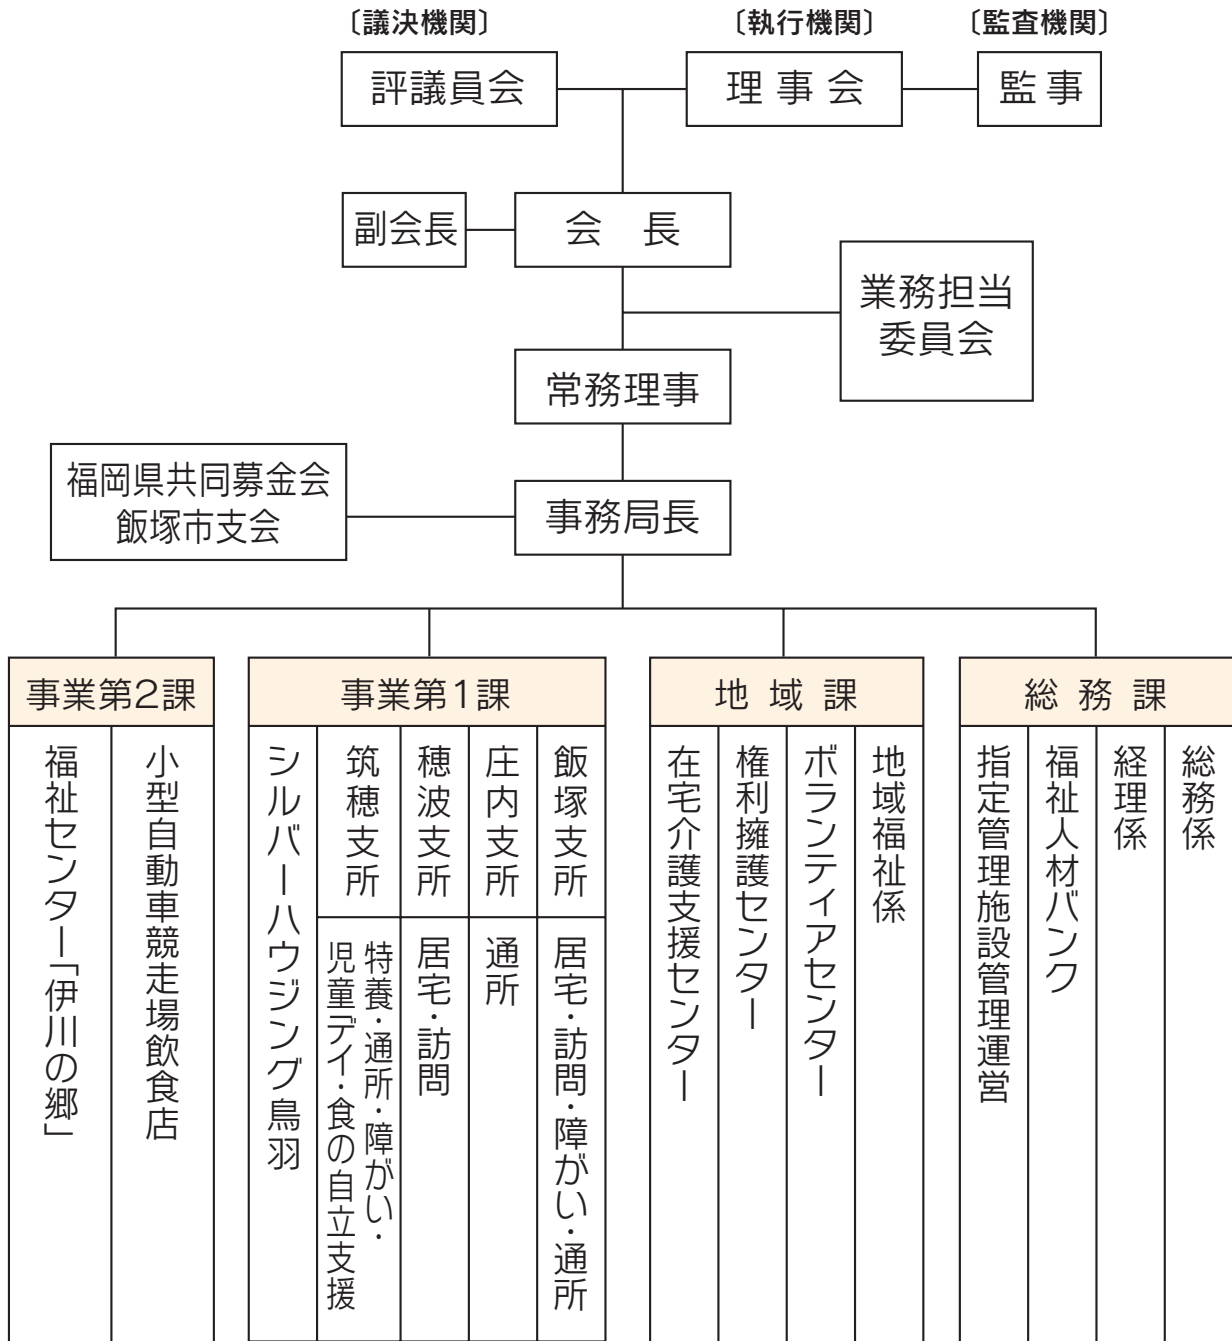 〔議決機関〕
〔執行機関〕
〔監査機関〕
評議員会
理事会
監事
副会長
会長
業務担当
委員会
常務理事
福岡県共同募金会
飯塚市支会
事務局長
事業第2課
事業第1課
地域課
総務課
総務係
経理係
福祉人材バンク
指定管理施設管理運営
地域福祉係
ボランティアセンター
権利擁護センター
在宅介護支援センター
飯塚支所
居宅・訪問・障がい・通所
庄内支所
通所
穂波支所
居宅・訪問
筑穂支所
特養・通所・障がい・
児童デイ・食の自立支援
シルバーハウジング鳥羽
小型自動車競走場飲食店
福祉センター「伊川の郷」